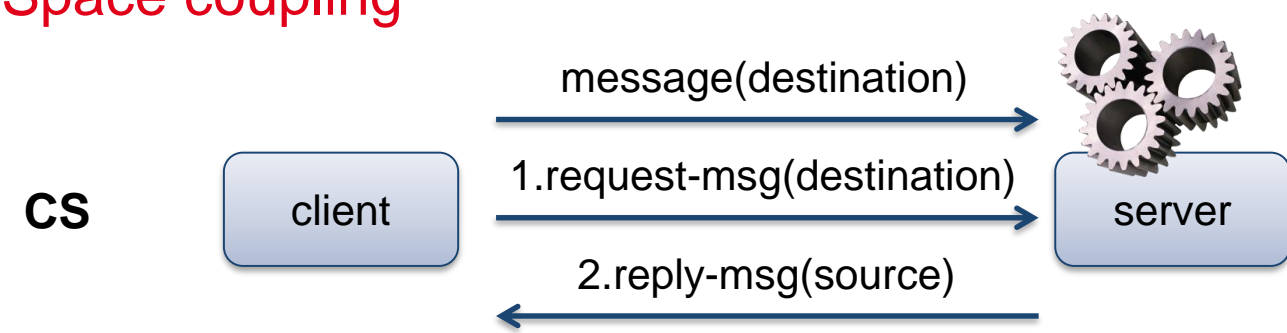 Space coupling
message(destination)
1.request-msg(destination)
CS
client
server
2.reply-msg(source)